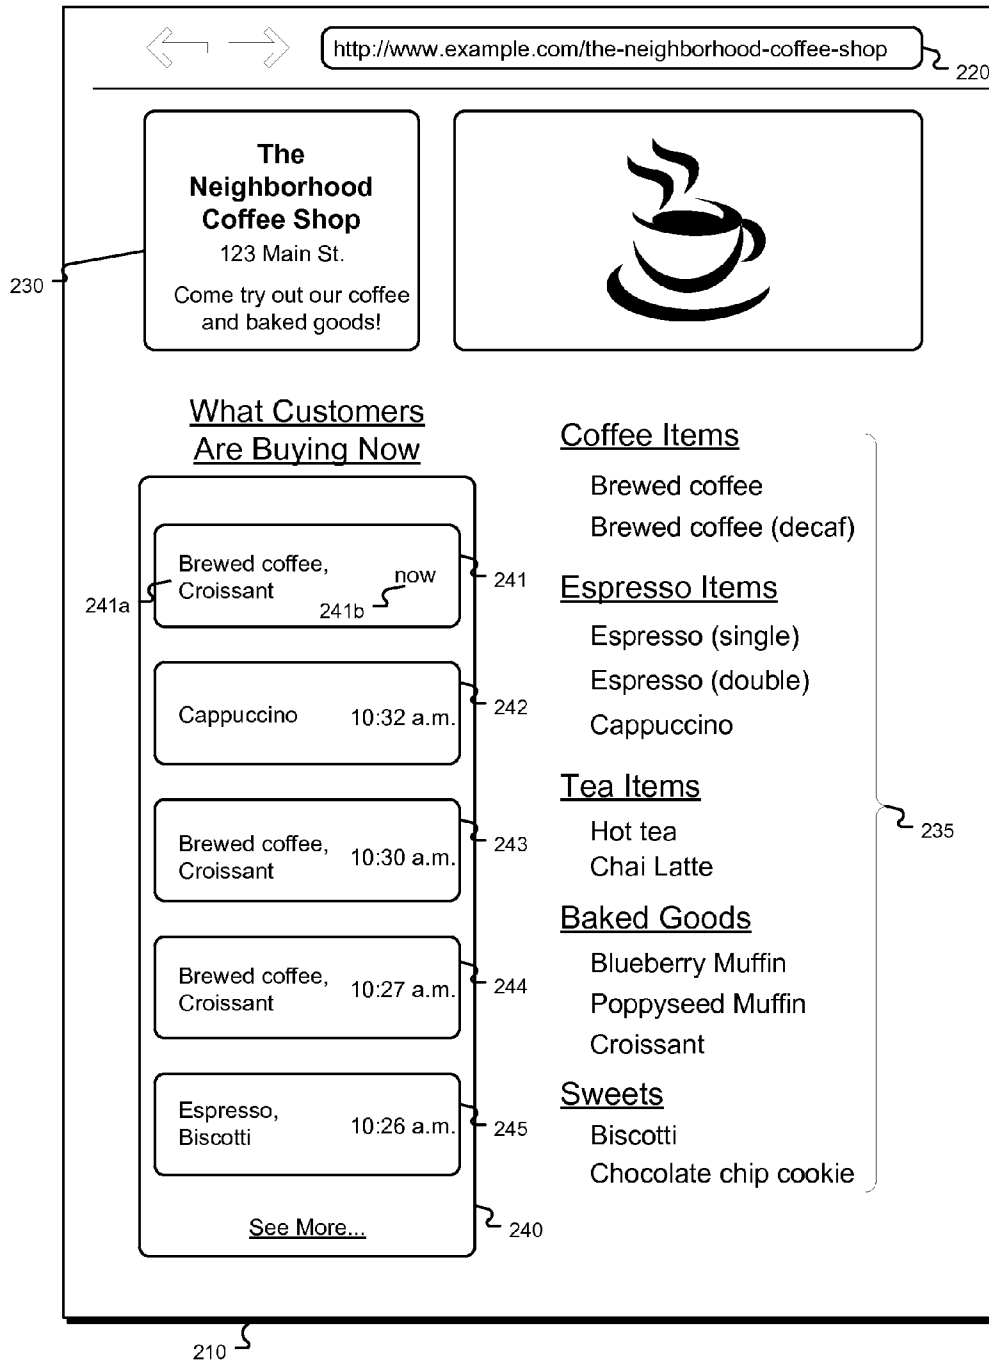 http://www.example.com/the-neighborhood-coffee-shop
220
The
Neighborhood
Coffee Shop
123 Main St.
Come try out our coffee
and baked goods!
230
What Customers
Are Buying Now
Brewed coffee,
Croissant
now
241a
241b
241
Cappuccino
10:32 a.m.
242
Brewed coffee,
Croissant
10:30 a.m.
243
Brewed coffee,
Croissant
10:27 a.m.
244
Espresso,
Biscotti
10:26 a.m.
245
See More...
240
Coffee Items
Brewed coffee
Brewed coffee (decaf)
Espresso Items
Espresso (single)
Espresso (double)
Cappuccino
Tea Items
Hot tea
Chai Latte
Baked Goods
Blueberry Muffin
Poppyseed Muffin
Croissant
Sweets
Biscotti
Chocolate chip cookie
235
210